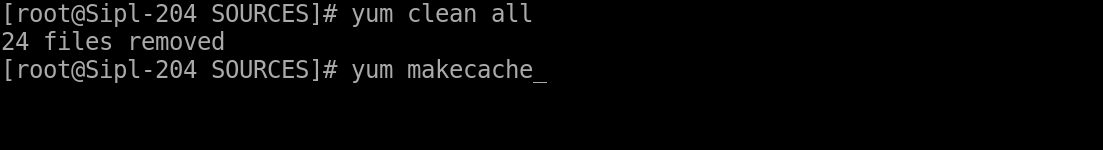 [root@Sipl-204 SOURCES]# yum clean all
24 files removed
[root@Sipl-204 SOURCES]# yum makecache_